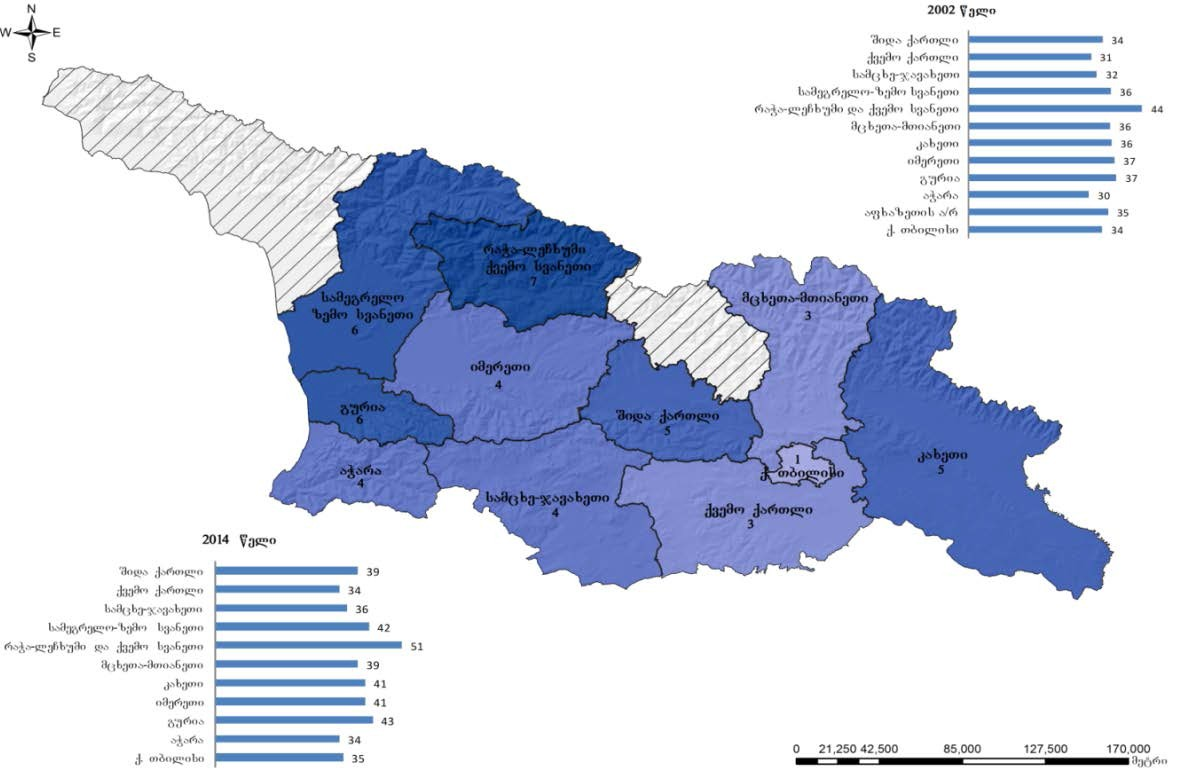 N
W E
S
2002 წელი
შიდა ქართლი 34
ქვემო ქართლი 31
სამცხე-ჯავახეთი 32
სამეგრელო-ზემო სვანეთი 36
რაჭა-ლეჩხუმი და ქვემო სვანეთი 44
მცხეთა-მთიანეთი 36
კახეთი 36
იმერეთი 37
გურია 37
აჭარა 30
აფხაზეთის ა/რ 35
ქ. თბილისი 34
რაჭა-ლეჩხუმი
ქვემო სვანეთი
7
სამეგრელო
ზემო სვანეთი
6
მცხეთა-მთიანეთი
3
იმერეთი
4
გურია
6
შიდა ქართლი
5
აჭარა
4
სამცხე-ჯავახეთი
4
1
ქ. თბილისი
ქვემო ქართლი
3
კახეთი
5
2014 წელი
შიდა ქართლი 39
ქვემო ქართლი 34
სამცხე-ჯავახეთი 36
სამეგრელო-ზემო სვანეთი 42
რაჭა-ლეჩხუმი და ქვემო სვანეთი 51
მცხეთა-მთიანეთი 39
კახეთი 41
იმერეთი 41
გურია 43
აჭარა 34
ქ. თბილისი 35
0 21,250 42,500 85,000 127,500 170,000
მეტრი